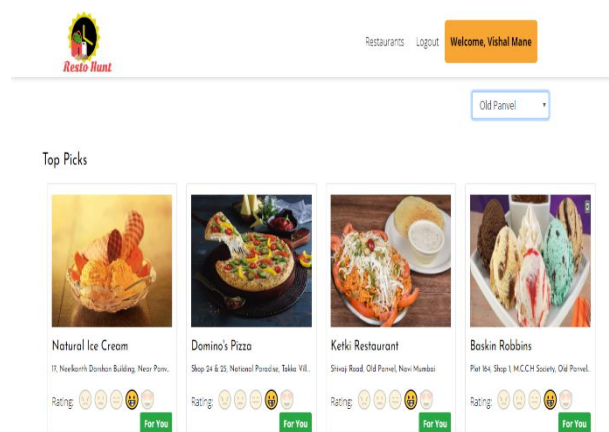 Resto Hunt
Restaurants Logout Welcome, Vishal Mane
Old Panvel
Top Picks
Natural Ice Cream
17, Neelkanth Darshan Building, Near Panv..
Rating:
For You
Domino's Pizza
Shop 24 & 25, National Paradise, Takka Vill..
Rating:
For You
Ketki Restaurant
Shivaji Road, Old Panvel, Navi Mumbai
Rating:
For You
Baskin Robbins
Plot 164, Shop 1, M.C.C.H Society, Old Panvel.
Rating:
For You